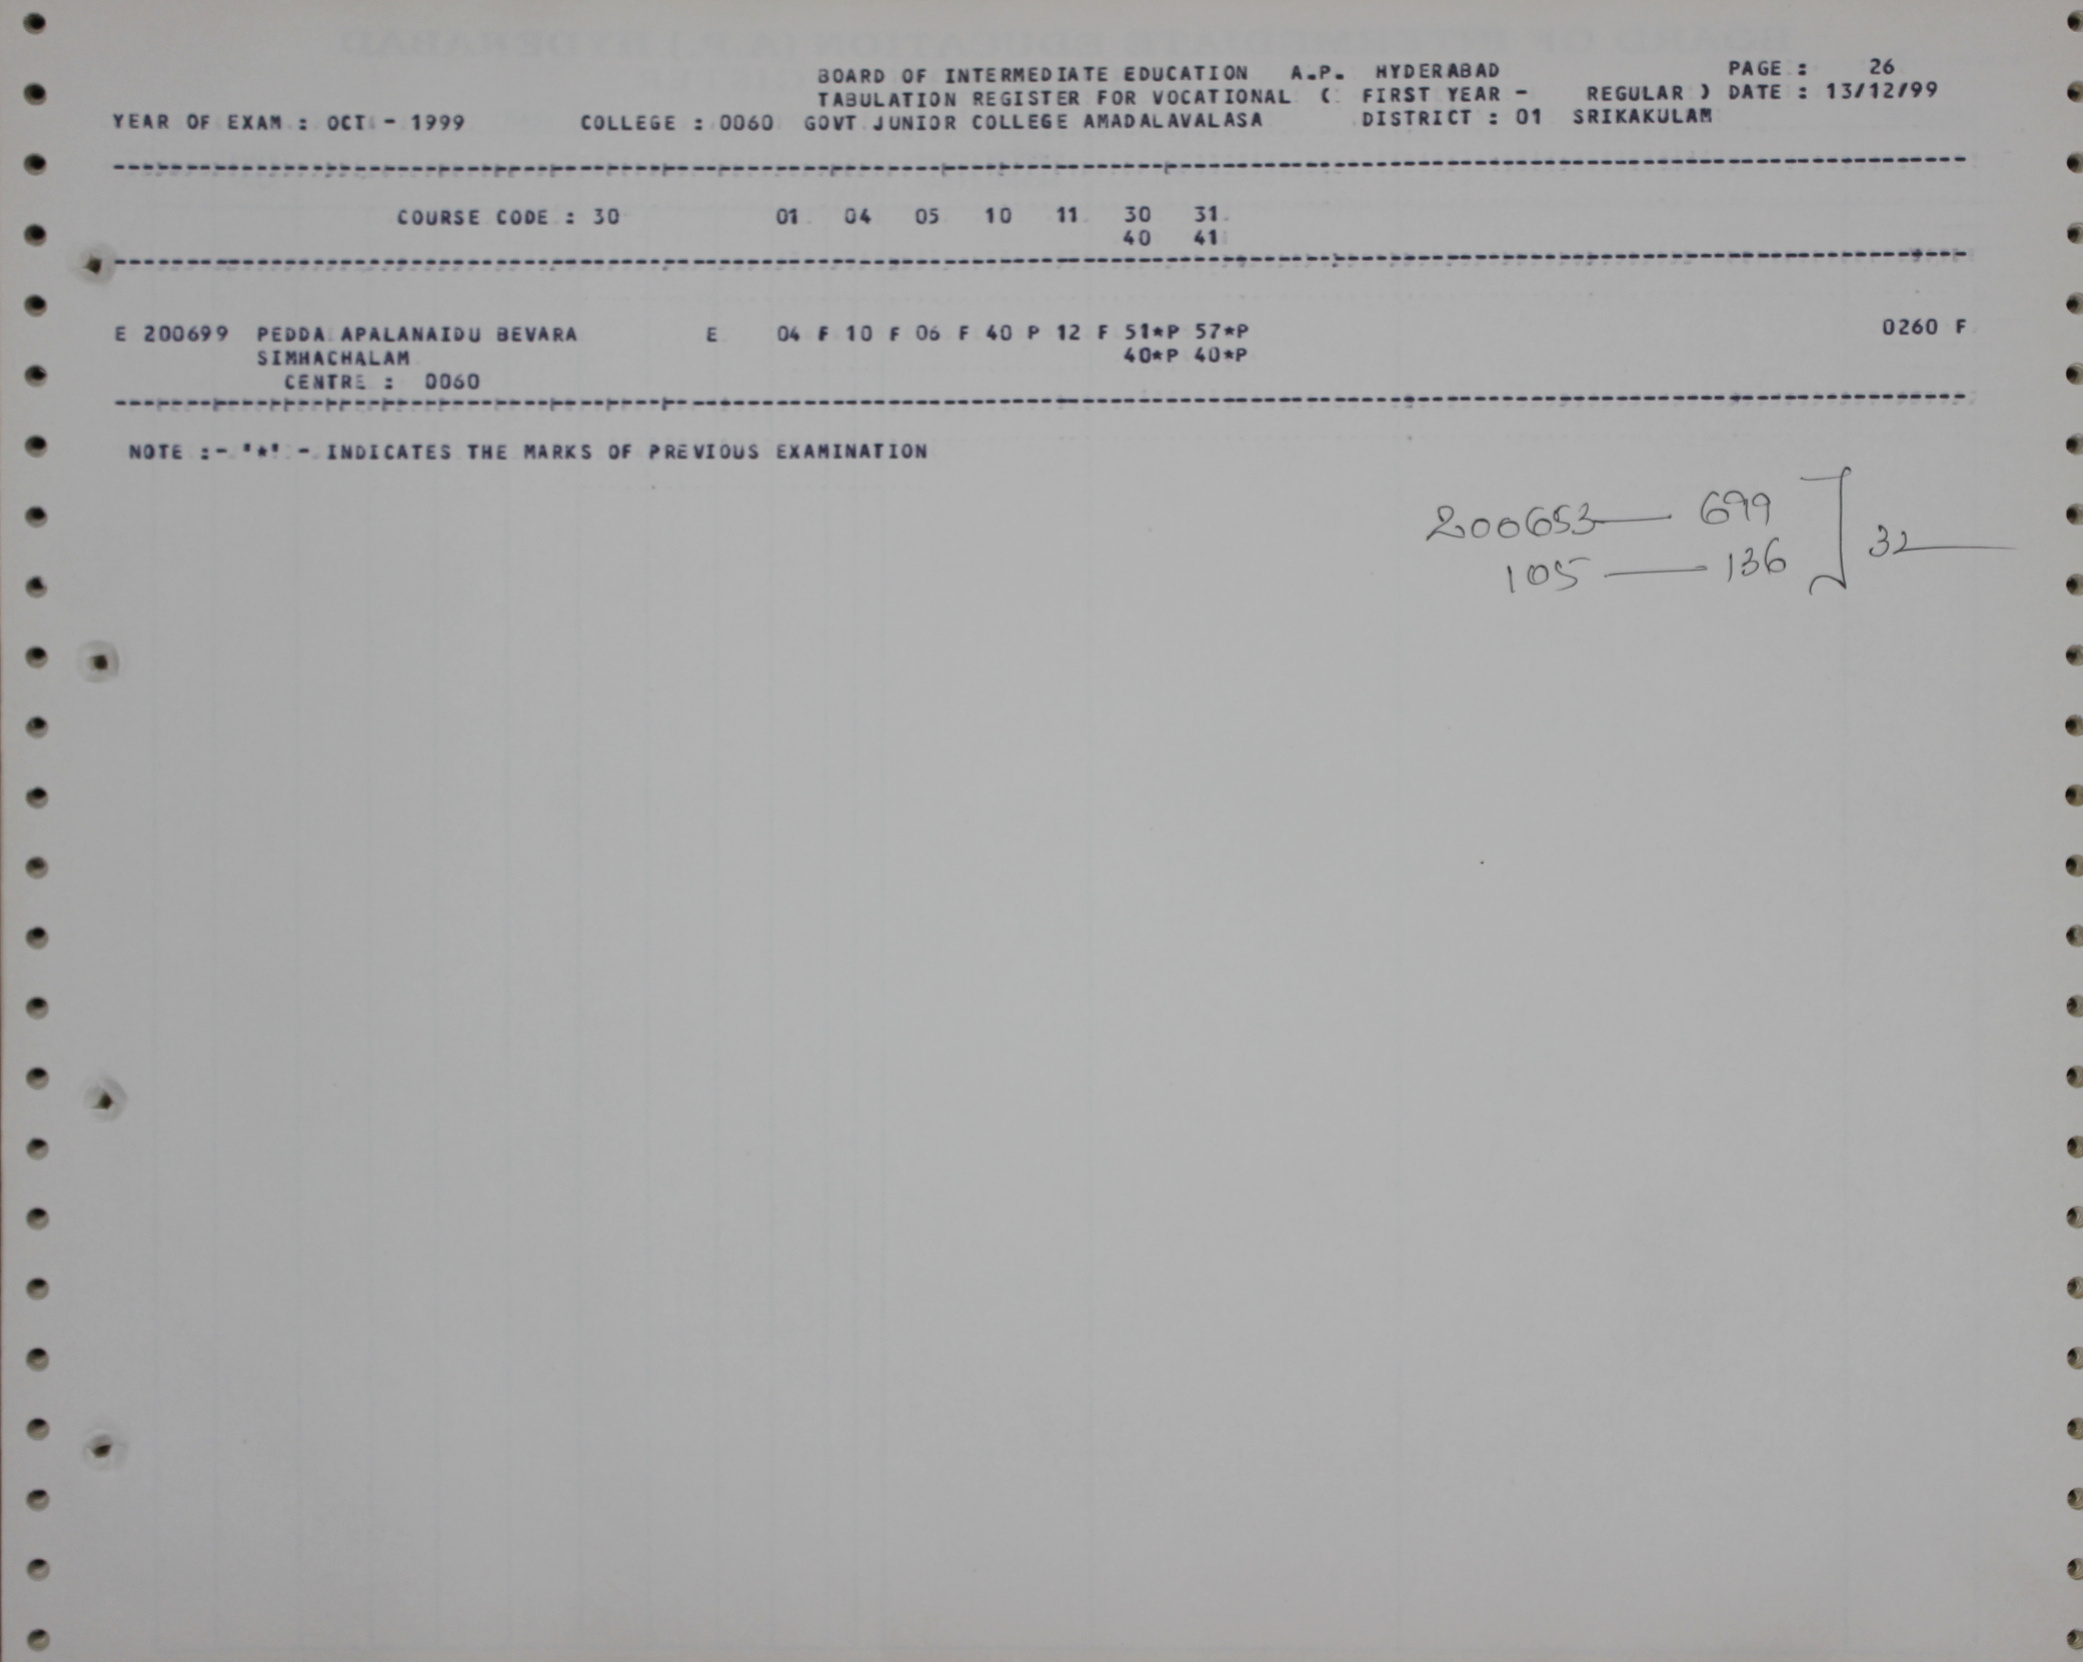 BOARD OF INTERMEDIATE EDUCATION A.P. HYDERABAD PAGE : 26
TABULATION REGISTER FOR VOCATIONAL ( FIRST YEAR - REGULAR ) DATE : 13/12/99
YEAR OF EXAM : OCT - 1999 COLLEGE : 0060 GOVT JUNIOR COLLEGE AMADALAVALASA DISTRICT : 01 SRIKAKULAM
COURSE CODE : 30 01 04 05 10 11 30 31
40 41
E 200699 PEDDA APALANAIDU BEVARA E 04 F 10 F 06 F 40 P 12 F 51*P 57*P 0260 F
SIMHACHALAM 40*P 40*P
CENTRE : 0060
NOTE :- '*' - INDICATES THE MARKS OF PREVIOUS EXAMINATION
200653 — 699 ] 32
105 — 136